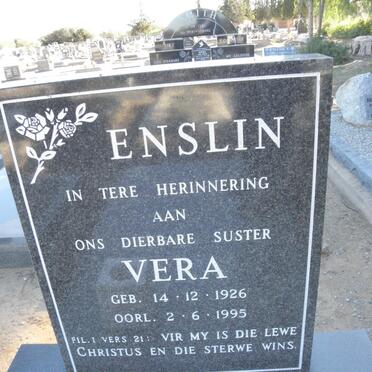 ENSLIN
IN TERE HERINNERING
AAN
ONS DIERBARE SUSTER
VERA
GEB. 14·12·1926
OORL. 2·6·1995
FIL. 1 VERS 21: VIR MY IS DIE LEWE
CHRISTUS EN DIE STERWE WINS.